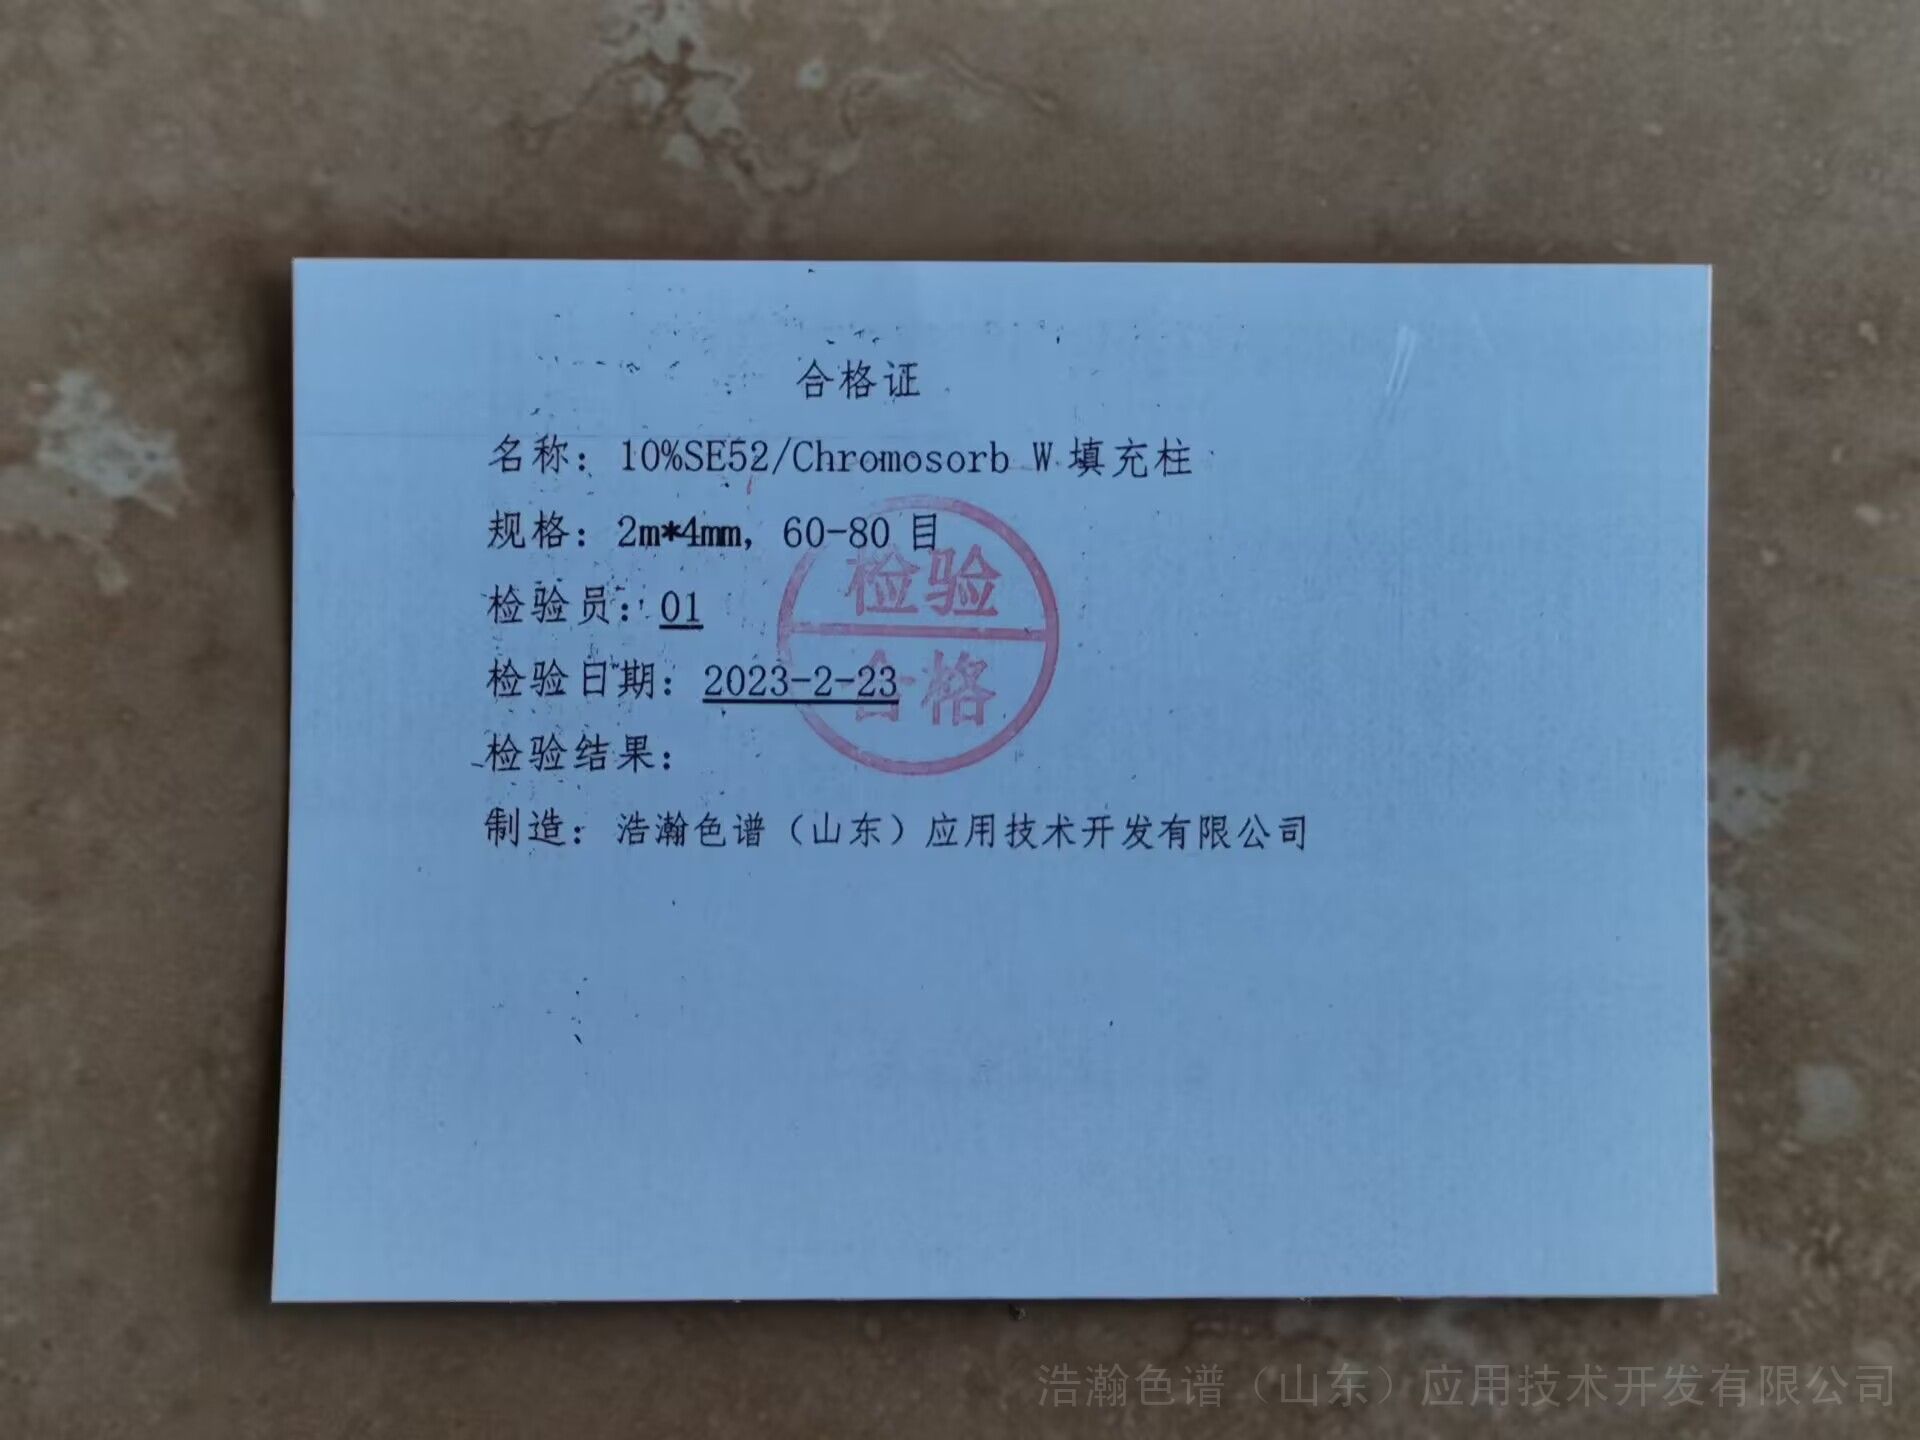 合格证
名称：10%SE52/Chromosorb W 填充柱
规格：2m*4mm, 60-80 目
检验员：01
检验日期：2023-2-23
检验结果：
制造：浩瀚色谱（山东）应用技术开发有限公司
检验
合格
浩瀚色谱（山东）应用技术开发有限公司